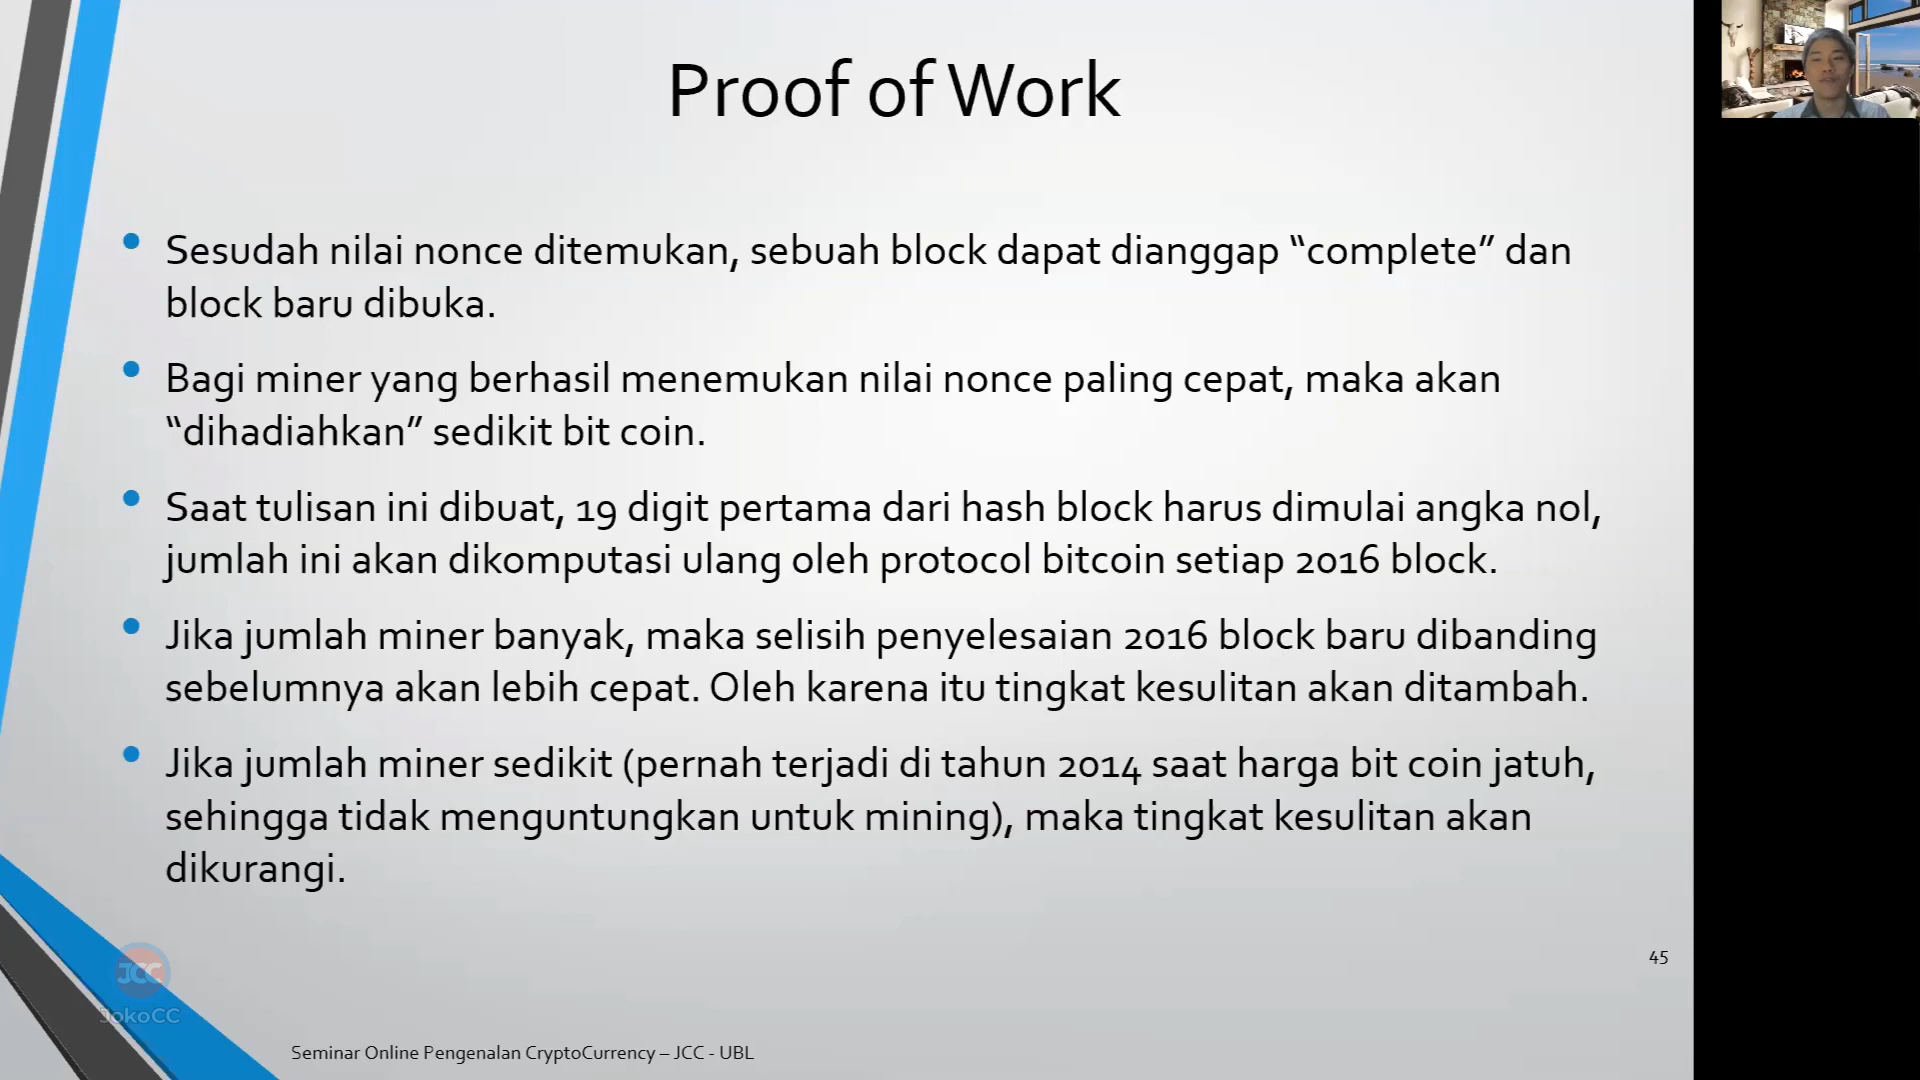 Proof of Work
Sesudah nilai nonce ditemukan, sebuah block dapat dianggap “complete” dan
block baru dibuka.
Bagi miner yang berhasil menemukan nilai nonce paling cepat, maka akan
“dihadiahkan” sedikit bit coin.
Saat tulisan ini dibuat, 19 digit pertama dari hash block harus dimulai angka nol,
jumlah ini akan dikomputasi ulang oleh protocol bitcoin setiap 2016 block.
Jika jumlah miner banyak, maka selisih penyelesaian 2016 block baru dibanding
sebelumnya akan lebih cepat. Oleh karena itu tingkat kesulitan akan ditambah.
Jika jumlah miner sedikit (pernah terjadi di tahun 2014 saat harga bit coin jatuh,
sehingga tidak menguntungkan untuk mining), maka tingkat kesulitan akan
dikurangi.
45
JCC
JokoCC
Seminar Online Pengenalan CryptoCurrency – JCC - UBL